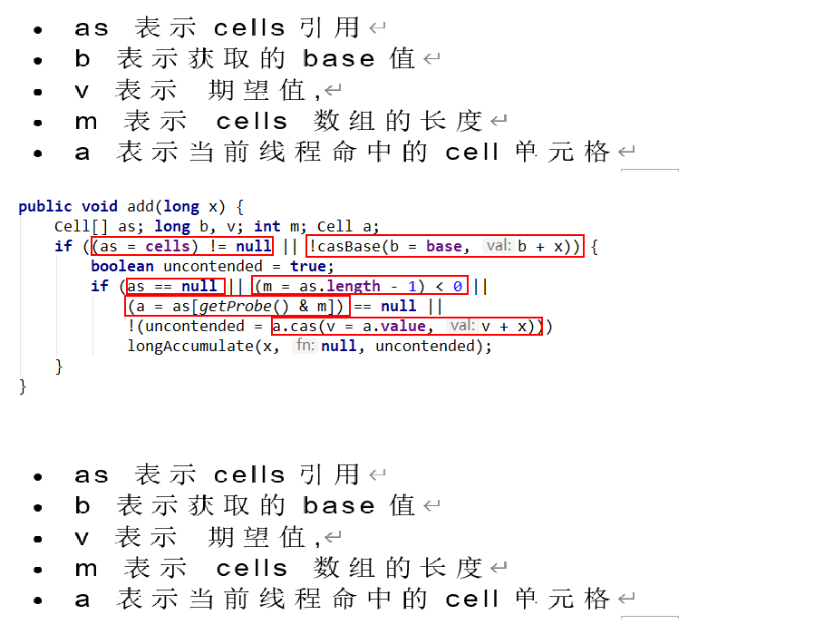 • as 表示 cells 引用↵
• b 表示获取的 base 值↵
• v 表示 期望值,↵
• m 表示 cells 数组的长度↵
• a 表示当前线程命中的 cell 单元格↵
public void add(long x) {
Cell[] as; long b, v; int m; Cell a;
if ((as = cells) != null || !casBase(b = base, val: b + x)) {
boolean uncontended = true;
if (as == null || (m = as.length - 1) < 0 ||
(a = as[getProbe() & m]) == null ||
!(uncontended = a.cas(v = a.value, val: v + x)))
longAccumulate(x, fn: null, uncontended);
}
}
• as 表示 cells 引用↵
• b 表示获取的 base 值↵
• v 表示 期望值,↵
• m 表示 cells 数组的长度↵
• a 表示当前线程命中的 cell 单元格↵